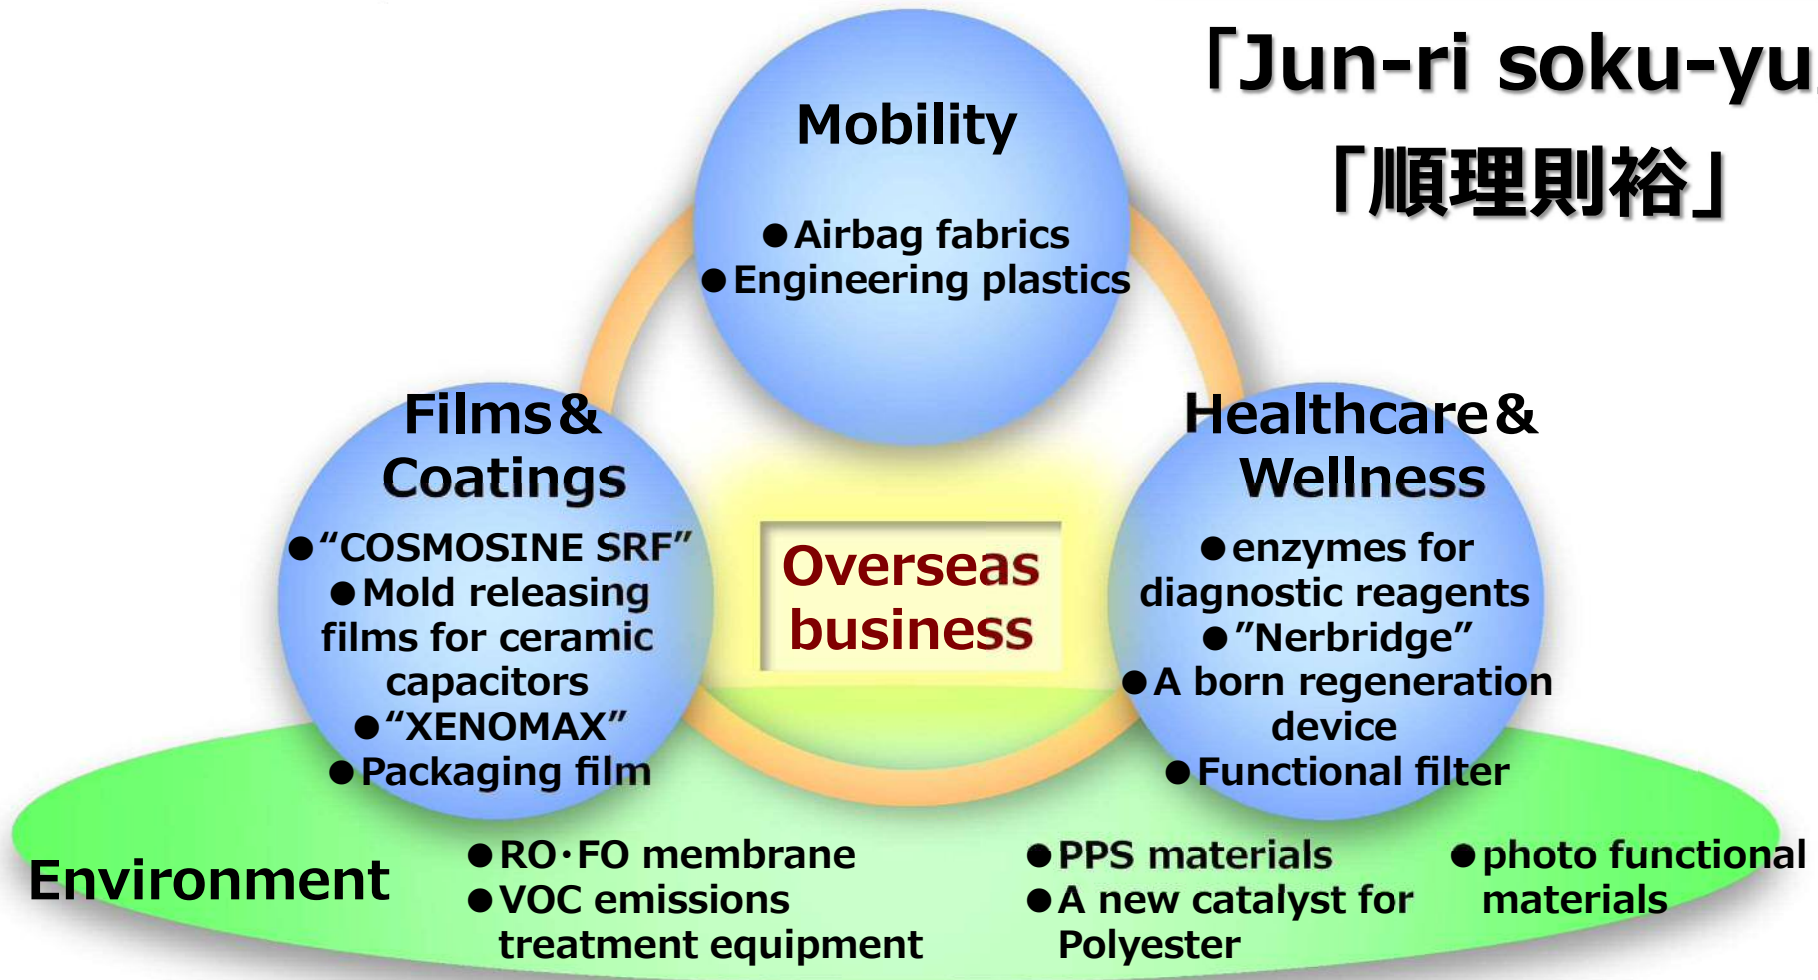 「Jun-ri soku-yu」
「順理則裕」
Mobility
●Airbag fabrics
●Engineering plastics
Films&
Coatings
●“COSMOSINE SRF”
●Mold releasing
films for ceramic
capacitors
●“XENOMAX”
●Packaging film
Overseas
business
Healthcare&
Wellness
●enzymes for
diagnostic reagents
●”Nerbridge”
●A born regeneration
device
●Functional filter
Environment
●RO･FO membrane
●VOC emissions
treatment equipment
●PPS materials
●A new catalyst for
Polyester
●photo functional
materials